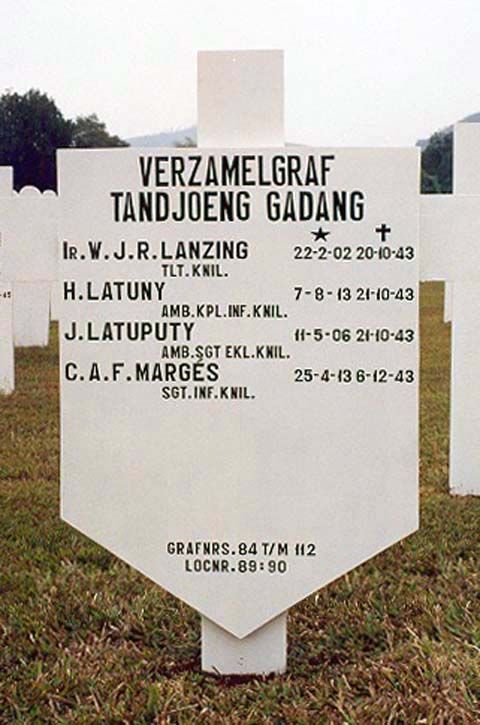 VERZAMELGRAF
TANDJOENG GADANG
★ ✝
IR.W.J.R.LANZING 22-2-02 20-10-43
TLT.KNIL.
H.LATUNY 7-8-13 21-10-43
AMB.KPL.INF.KNIL.
J.LATUPUTY 11-5-06 21-10-43
AMB.SGT EKL.KNIL.
C.A.F.MARGÉS 25-4-13 6-12-43
SGT.INF.KNIL.
GRAFNRS.84 T/M 112
LOCNR.89:90